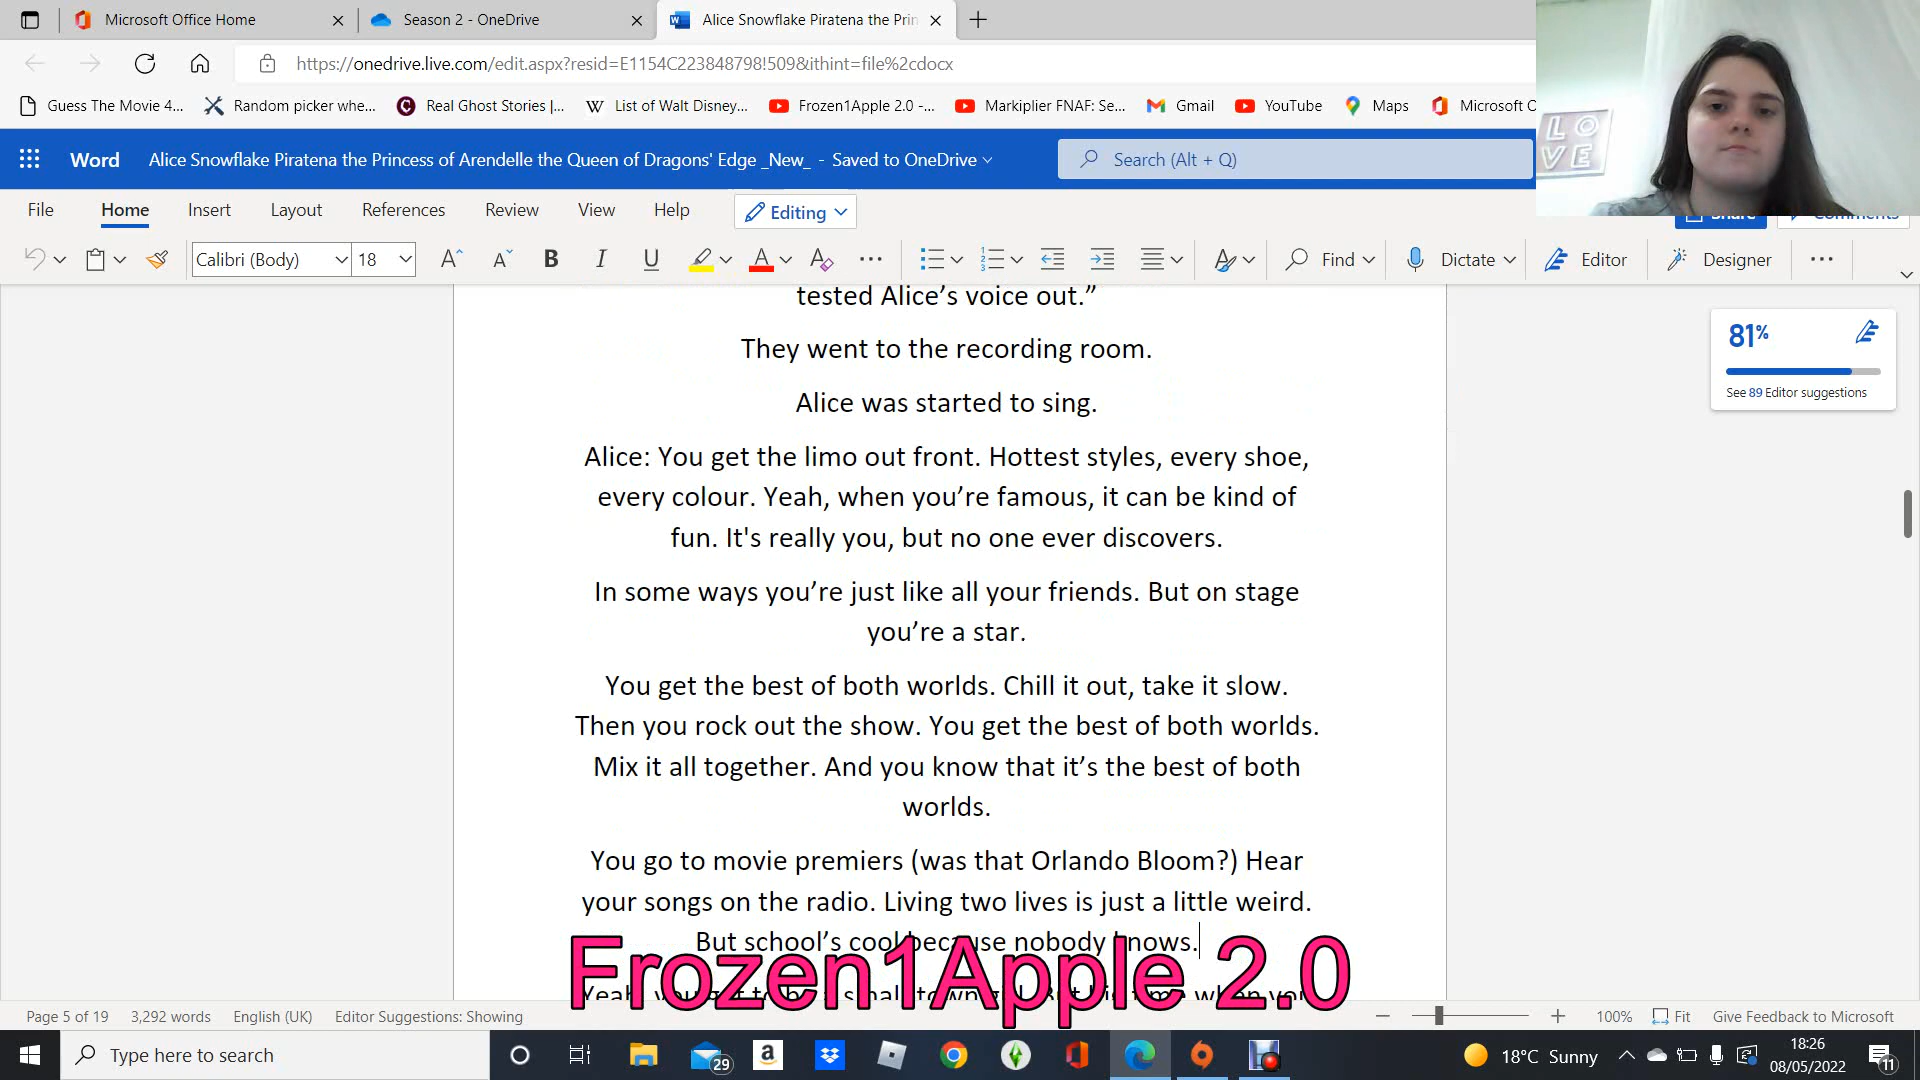 Microsoft Office Home
Season 2 - OneDrive
Alice Snowflake Piratena the Prin
https://onedrive.live.com/edit.aspx?resid=E1154C223848798!509&ithint=file%2cdocx
Guess The Movie 4...
Random picker whe...
Real Ghost Stories |...
List of Walt Disney...
Frozen1Apple 2.0 -...
Markiplier FNAF: Se...
Gmail
YouTube
Maps
Microsoft O
LO
VE
Word
Alice Snowflake Piratena the Princess of Arendelle the Queen of Dragons' Edge _New_ - Saved to OneDrive
Search (Alt + Q)
File
Home
Insert
Layout
References
Review
View
Help
Editing
Share
Comments
Calibri (Body)
18
Find
Dictate
Editor
Designer
tested Alice’s voice out.”
They went to the recording room.
Alice was started to sing.
Alice: You get the limo out front. Hottest styles, every shoe,
every colour. Yeah, when you’re famous, it can be kind of
fun. It's really you, but no one ever discovers.
In some ways you’re just like all your friends. But on stage
you’re a star.
You get the best of both worlds. Chill it out, take it slow.
Then you rock out the show. You get the best of both worlds.
Mix it all together. And you know that it’s the best of both
worlds.
You go to movie premiers (was that Orlando Bloom?) Hear
your songs on the radio. Living two lives is just a little weird.
But school’s cool because nobody knows.
81%
See 89 Editor suggestions
Frozen1Apple 2.0
Page 5 of 19
3,292 words
English (UK)
Editor Suggestions: Showing
100%
Fit
Give Feedback to Microsoft
Type here to search
29
18°C Sunny
18:26
08/05/2022
11